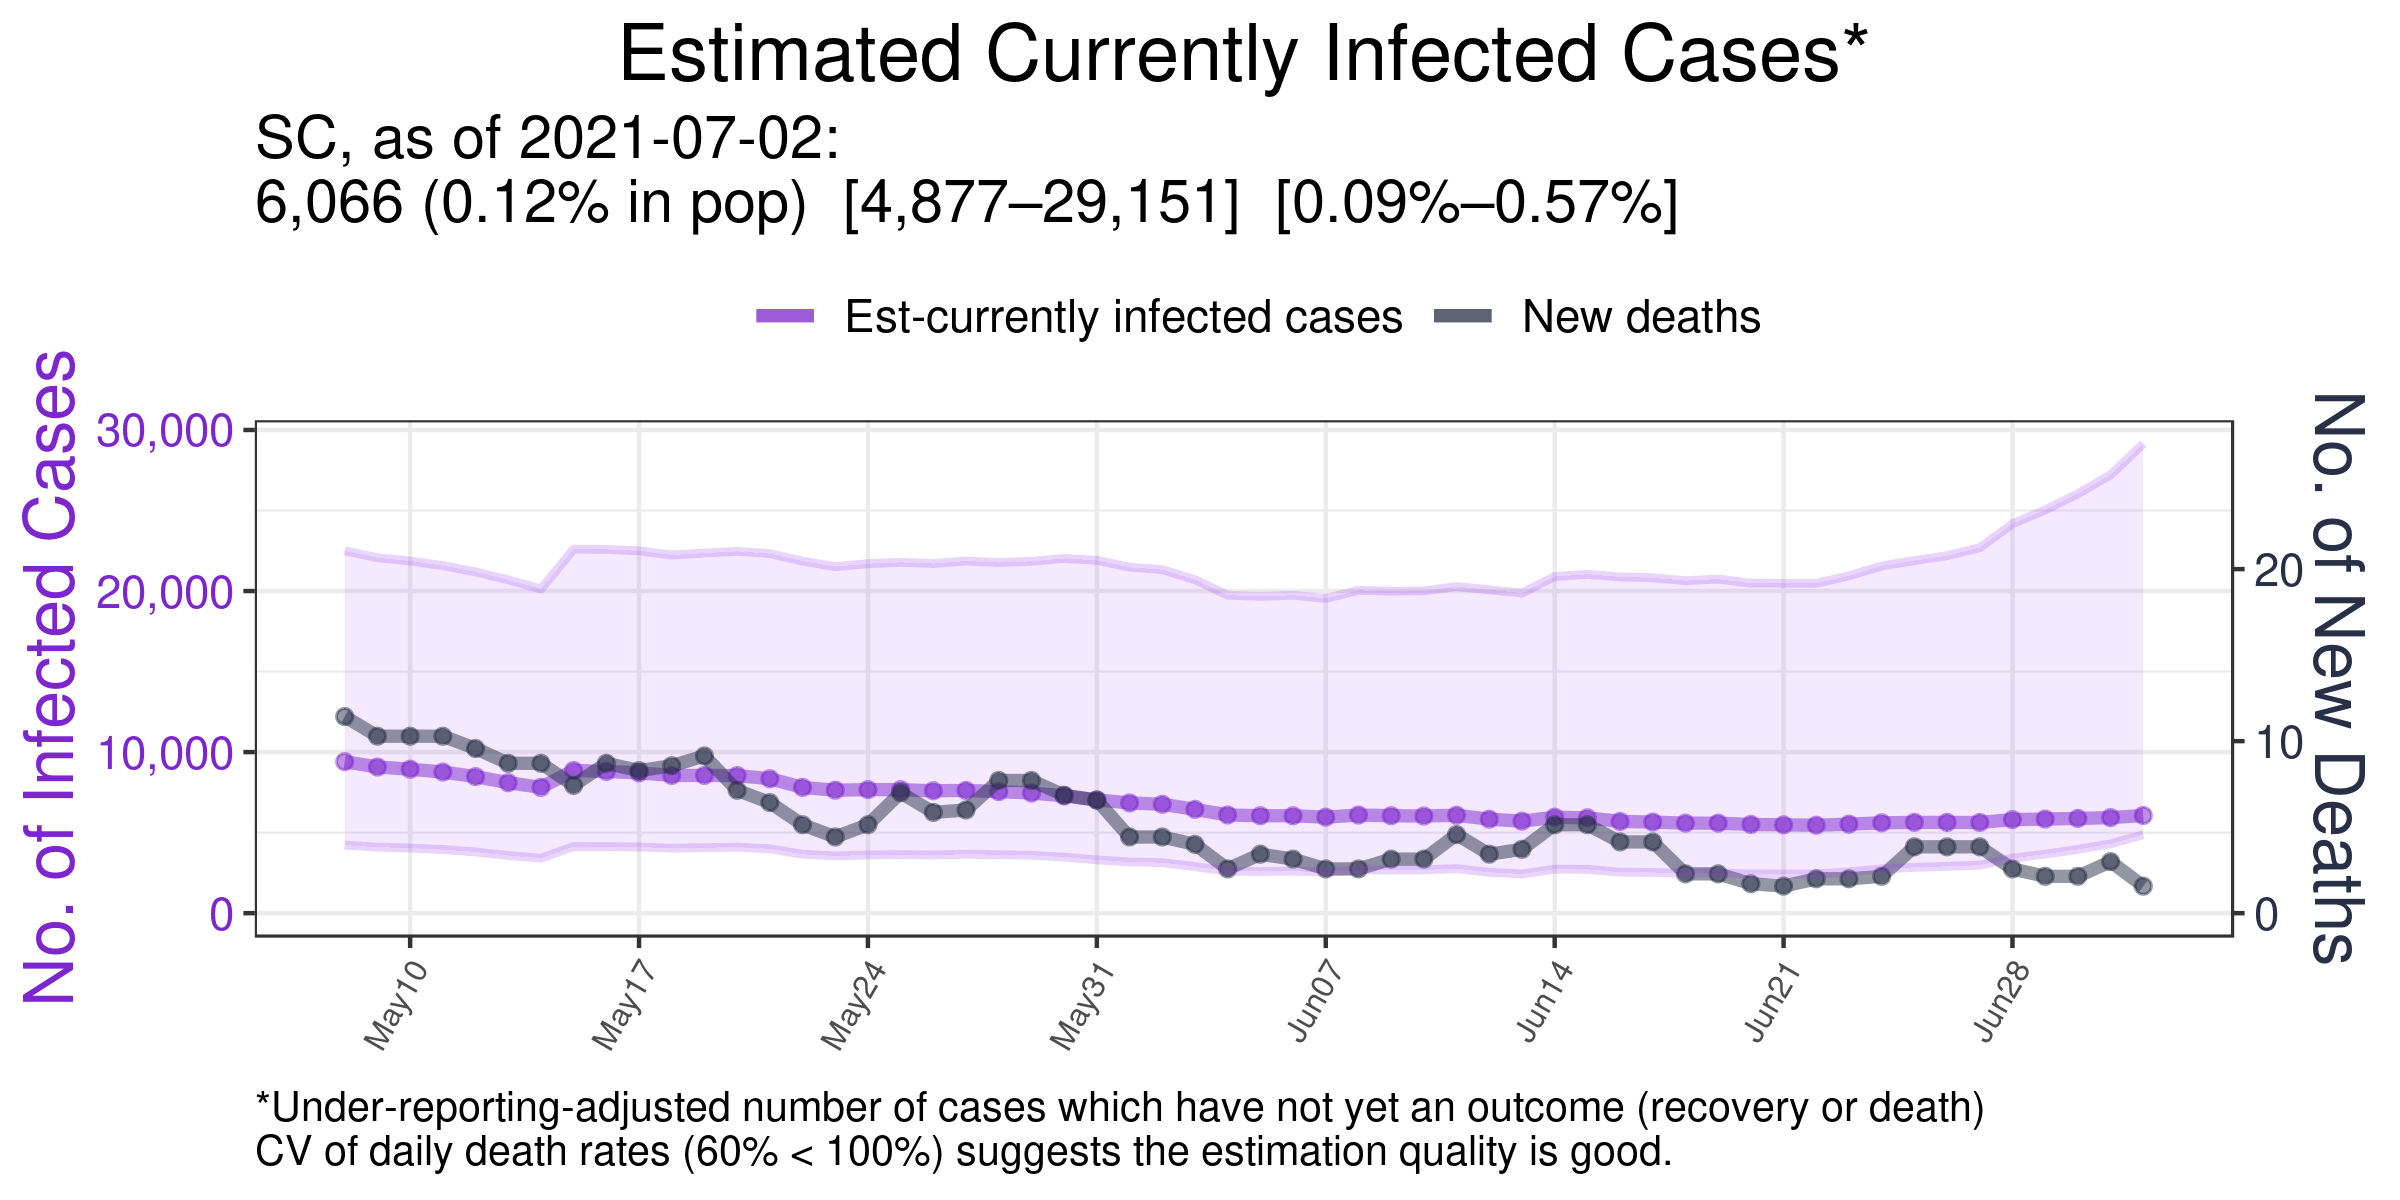 Estimated Currently Infected Cases*
SC, as of 2021-07-02:
6,066 (0.12% in pop) [4,877–29,151] [0.09%–0.57%]
Est-currently infected cases
New deaths
No. of Infected Cases
30,000
20,000
10,000
0
No. of New Deaths
20
10
0
May10
May17
May24
May31
Jun07
Jun14
Jun21
Jun28
*Under-reporting-adjusted number of cases which have not yet an outcome (recovery or death)
CV of daily death rates (60% < 100%) suggests the estimation quality is good.